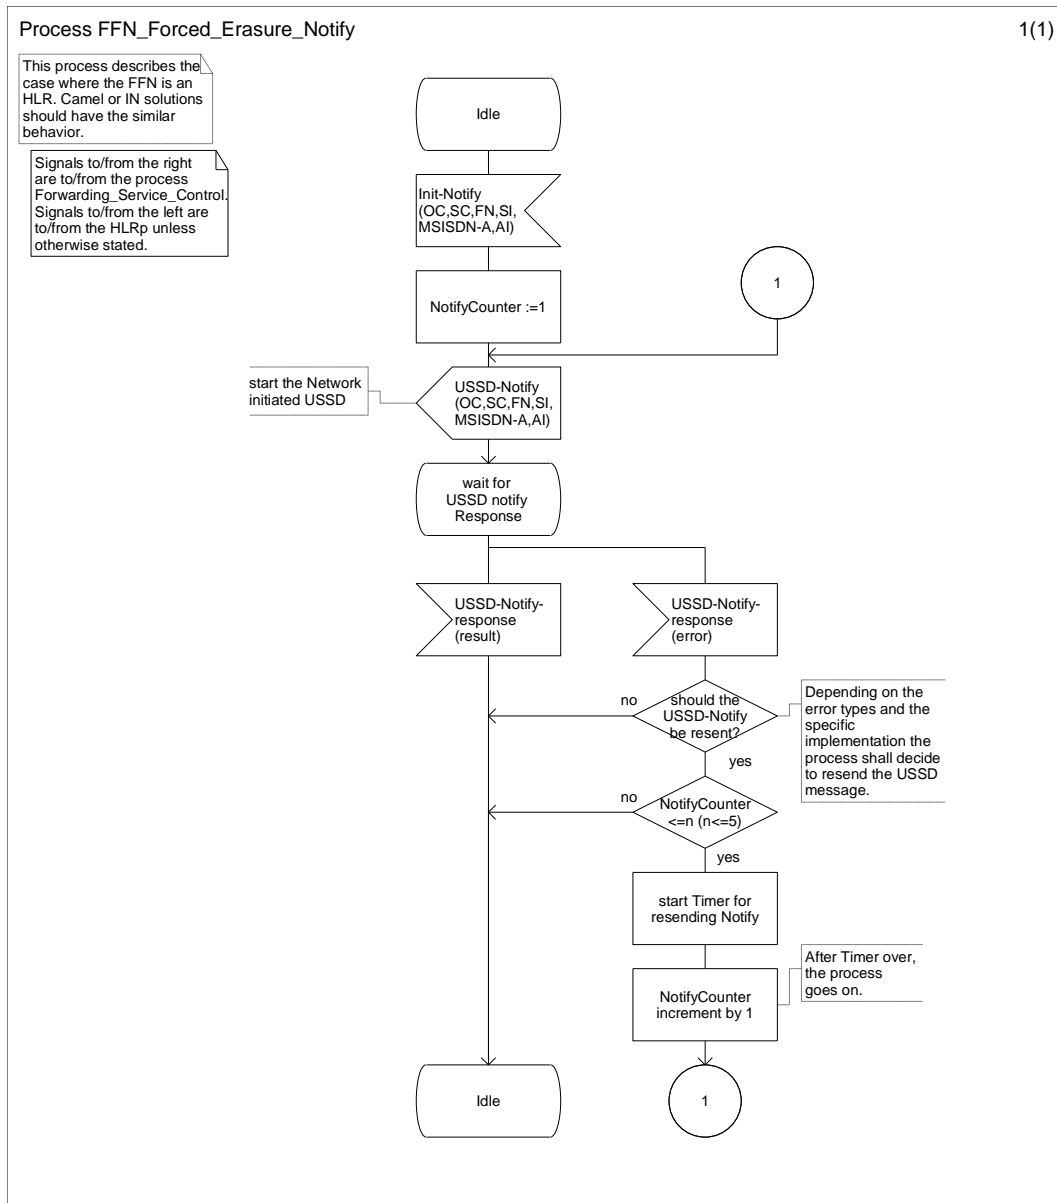 Process FFN_Forced_Erasure_Notify
1(1)
This process describes the
case where the FFN is an
HLR. Camel or IN solutions
should have the similar
behavior.
Signals to/from the right
are to/from the process
Forwarding_Service_Control.
Signals to/from the left are
to/from the HLRp unless
otherwise stated.
Idle
Init-Notify
(OC,SC,FN,SI,
MSISDN-A,AI)
NotifyCounter :=1
1
start the Network
initiated USSD
USSD-Notify
(OC,SC,FN,SI,
MSISDN-A,AI)
wait for
USSD notify
Response
USSD-Notify-
response
(result)
USSD-Notify-
response
(error)
no
should the
USSD-Notify
be resent?
Depending on the
error types and the
specific
implementation the
process shall decide
to resend the USSD
message.
yes
no
NotifyCounter
<=n (n<=5)
yes
start Timer for
resending Notify
After Timer over,
the process
goes on.
NotifyCounter
increment by 1
Idle
1